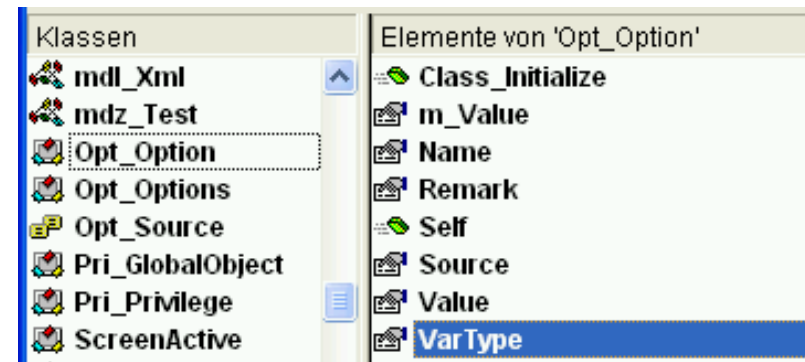 Klassen
mdl_Xml
mdz_Test
Opt_Option
Opt_Options
Opt_Source
Pri_GlobalObject
Pri_Privilege
ScreenActive
Elemente von 'Opt_Option'
Class_Initialize
m_Value
Name
Remark
Self
Source
Value
VarType